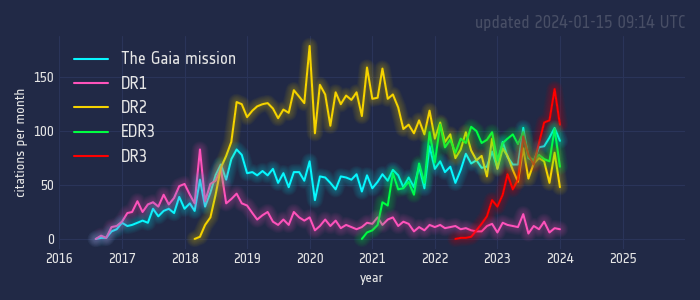 updated 2024-01-15 09:14 UTC
The Gaia mission
DR1
DR2
EDR3
DR3
citations per month
150
100
50
0
2016 2017 2018 2019 2020 2021 2022 2023 2024 2025
year